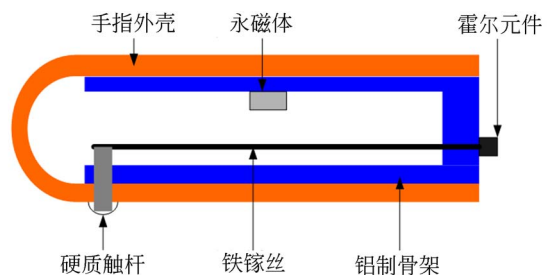 手指外壳
永磁体
霍尔元件
硬质触杆
铁镓丝
铝制骨架